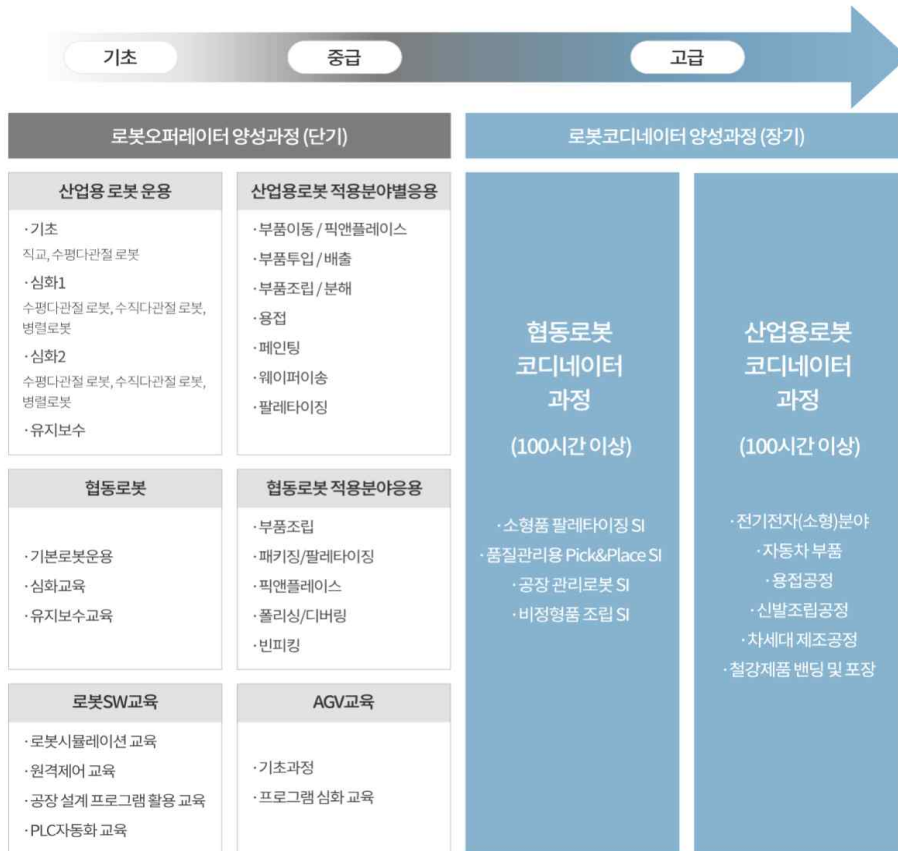 기초
중급
고급
로봇오퍼레이터 양성과정 (단기)
로봇코디네이터 양성과정 (장기)
산업용 로봇 운용
·기초
직교, 수평다관절 로봇
·심화1
수평다관절 로봇, 수직다관절 로봇,
병렬로봇
·심화2
수평다관절 로봇, 수직다관절 로봇,
병렬로봇
·유지보수
산업용로봇 적용분야별응용
·부품이동 / 픽앤플레이스
·부품투입 / 배출
·부품조립 / 분해
·용접
·페인팅
·웨이퍼이송
·팔레타이징
협동로봇
·기본로봇운용
·심화교육
·유지보수교육
협동로봇 적용분야응용
·부품조립
·패키징/팔레타이징
·픽앤플레이스
·폴리싱/디버링
·빈피킹
로봇SW교육
·로봇시뮬레이션 교육
·원격제어 교육
·공장 설계 프로그램 활용 교육
·PLC자동화 교육
AGV교육
·기초과정
·프로그램 심화 교육
협동로봇
코디네이터
과정
(100시간 이상)
·소형품 팔레타이징 SI
·품질관리용 Pick&Place SI
·공장 관리로봇 SI
·비정형품 조립 SI
산업용로봇
코디네이터
과정
(100시간 이상)
·전기전자(소형)분야
·자동차 부품
·용접공정
·신발조립공정
·차세대 제조공정
·철강제품 밴딩 및 포장